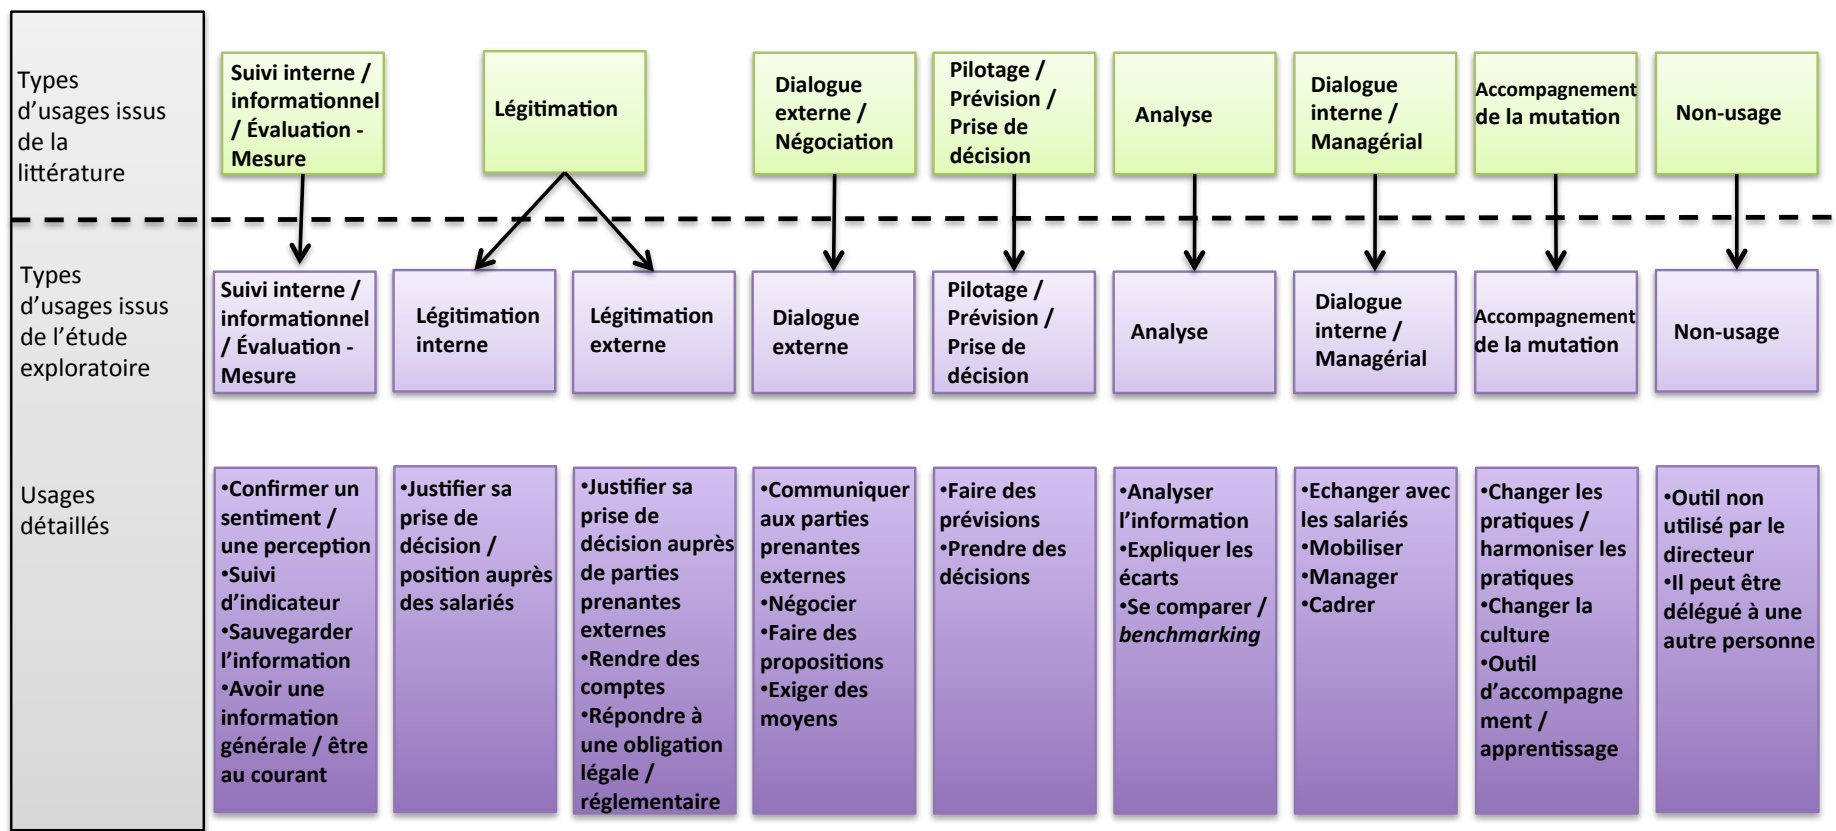 Types
d’usages issus
de la
littérature
Suivi interne /
informationnel
/ Évaluation -
Mesure
Légitimation
Dialogue
externe /
Négociation
Pilotage /
Prévision /
Prise de
décision
Analyse
Dialogue
interne /
Managérial
Accompagnement
de la mutation
Non-usage
Types
d’usages issus
de l’étude
exploratoire
Suivi interne /
informationnel
/ Évaluation -
Mesure
Légitimation
interne
Légitimation
externe
Dialogue
externe
Pilotage /
Prévision /
Prise de
décision
Analyse
Dialogue
interne /
Managérial
Accompagnement
de la mutation
Non-usage
Usages
détaillés
•Confirmer un
sentiment /
une perception
•Suivi
d’indicateur
•Sauvegarder
l’information
•Avoir une
information
générale / être
au courant
•Justifier sa
prise de
décision /
position auprès
des salariés
•Justifier sa
prise de
décision auprès
de parties
prenantes
externes
•Rendre des
comptes
•Répondre à
une obligation
légale /
réglementaire
•Communiquer
aux parties
prenantes
externes
•Négocier
•Faire des
propositions
•Exiger des
moyens
•Faire des
prévisions
•Prendre des
décisions
•Analyser
l’information
•Expliquer les
écarts
•Se comparer /
benchmarking
•Echanger avec
les salariés
•Mobiliser
•Manager
•Cadrer
•Changer les
pratiques /
harmoniser les
pratiques
•Changer la
culture
•Outil
d’accompagne
ment /
apprentissage
•Outil non
utilisé par le
directeur
•Il peut être
délégué à une
autre personne